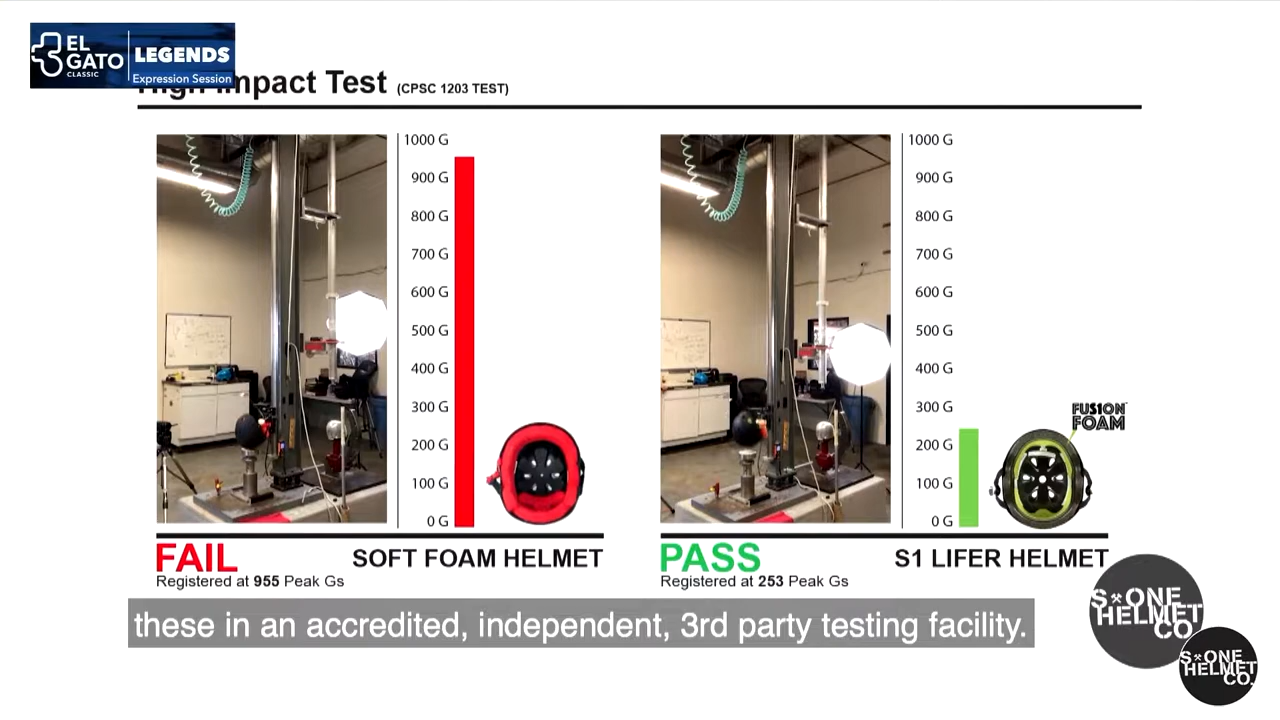 EL GATO CLASSIC
LEGENDS
Expression Session
High Impact Test (CPSC 1203 TEST)
1000 G
900 G
800 G
700 G
600 G
500 G
400 G
300 G
200 G
100 G
0 G
FAIL
SOFT FOAM HELMET
Registered at 955 Peak Gs
1000 G
900 G
800 G
700 G
600 G
500 G
400 G
300 G
200 G
100 G
0 G
FUS1ON FOAM
PASS
S1 LIFER HELMET
Registered at 253 Peak Gs
these in an accredited, independent, 3rd party testing facility.
S ONE
HELMET
CO.
S ONE
HELMET
CO.